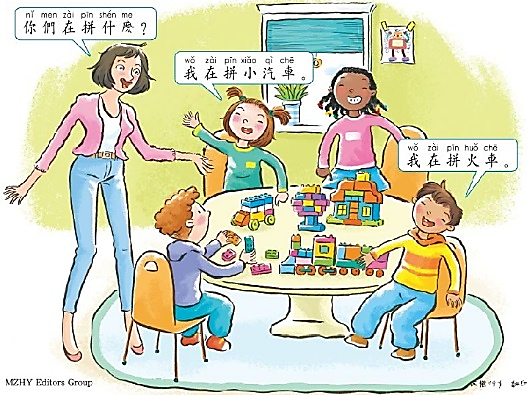 nǐ men zài pīn shén me
你們在拼什麼？
wǒ zài pīn xiǎo qì chē
我在拼小汽車。
wǒ zài pīn huǒ chē
我在拼火車。
MZHY Editors Group